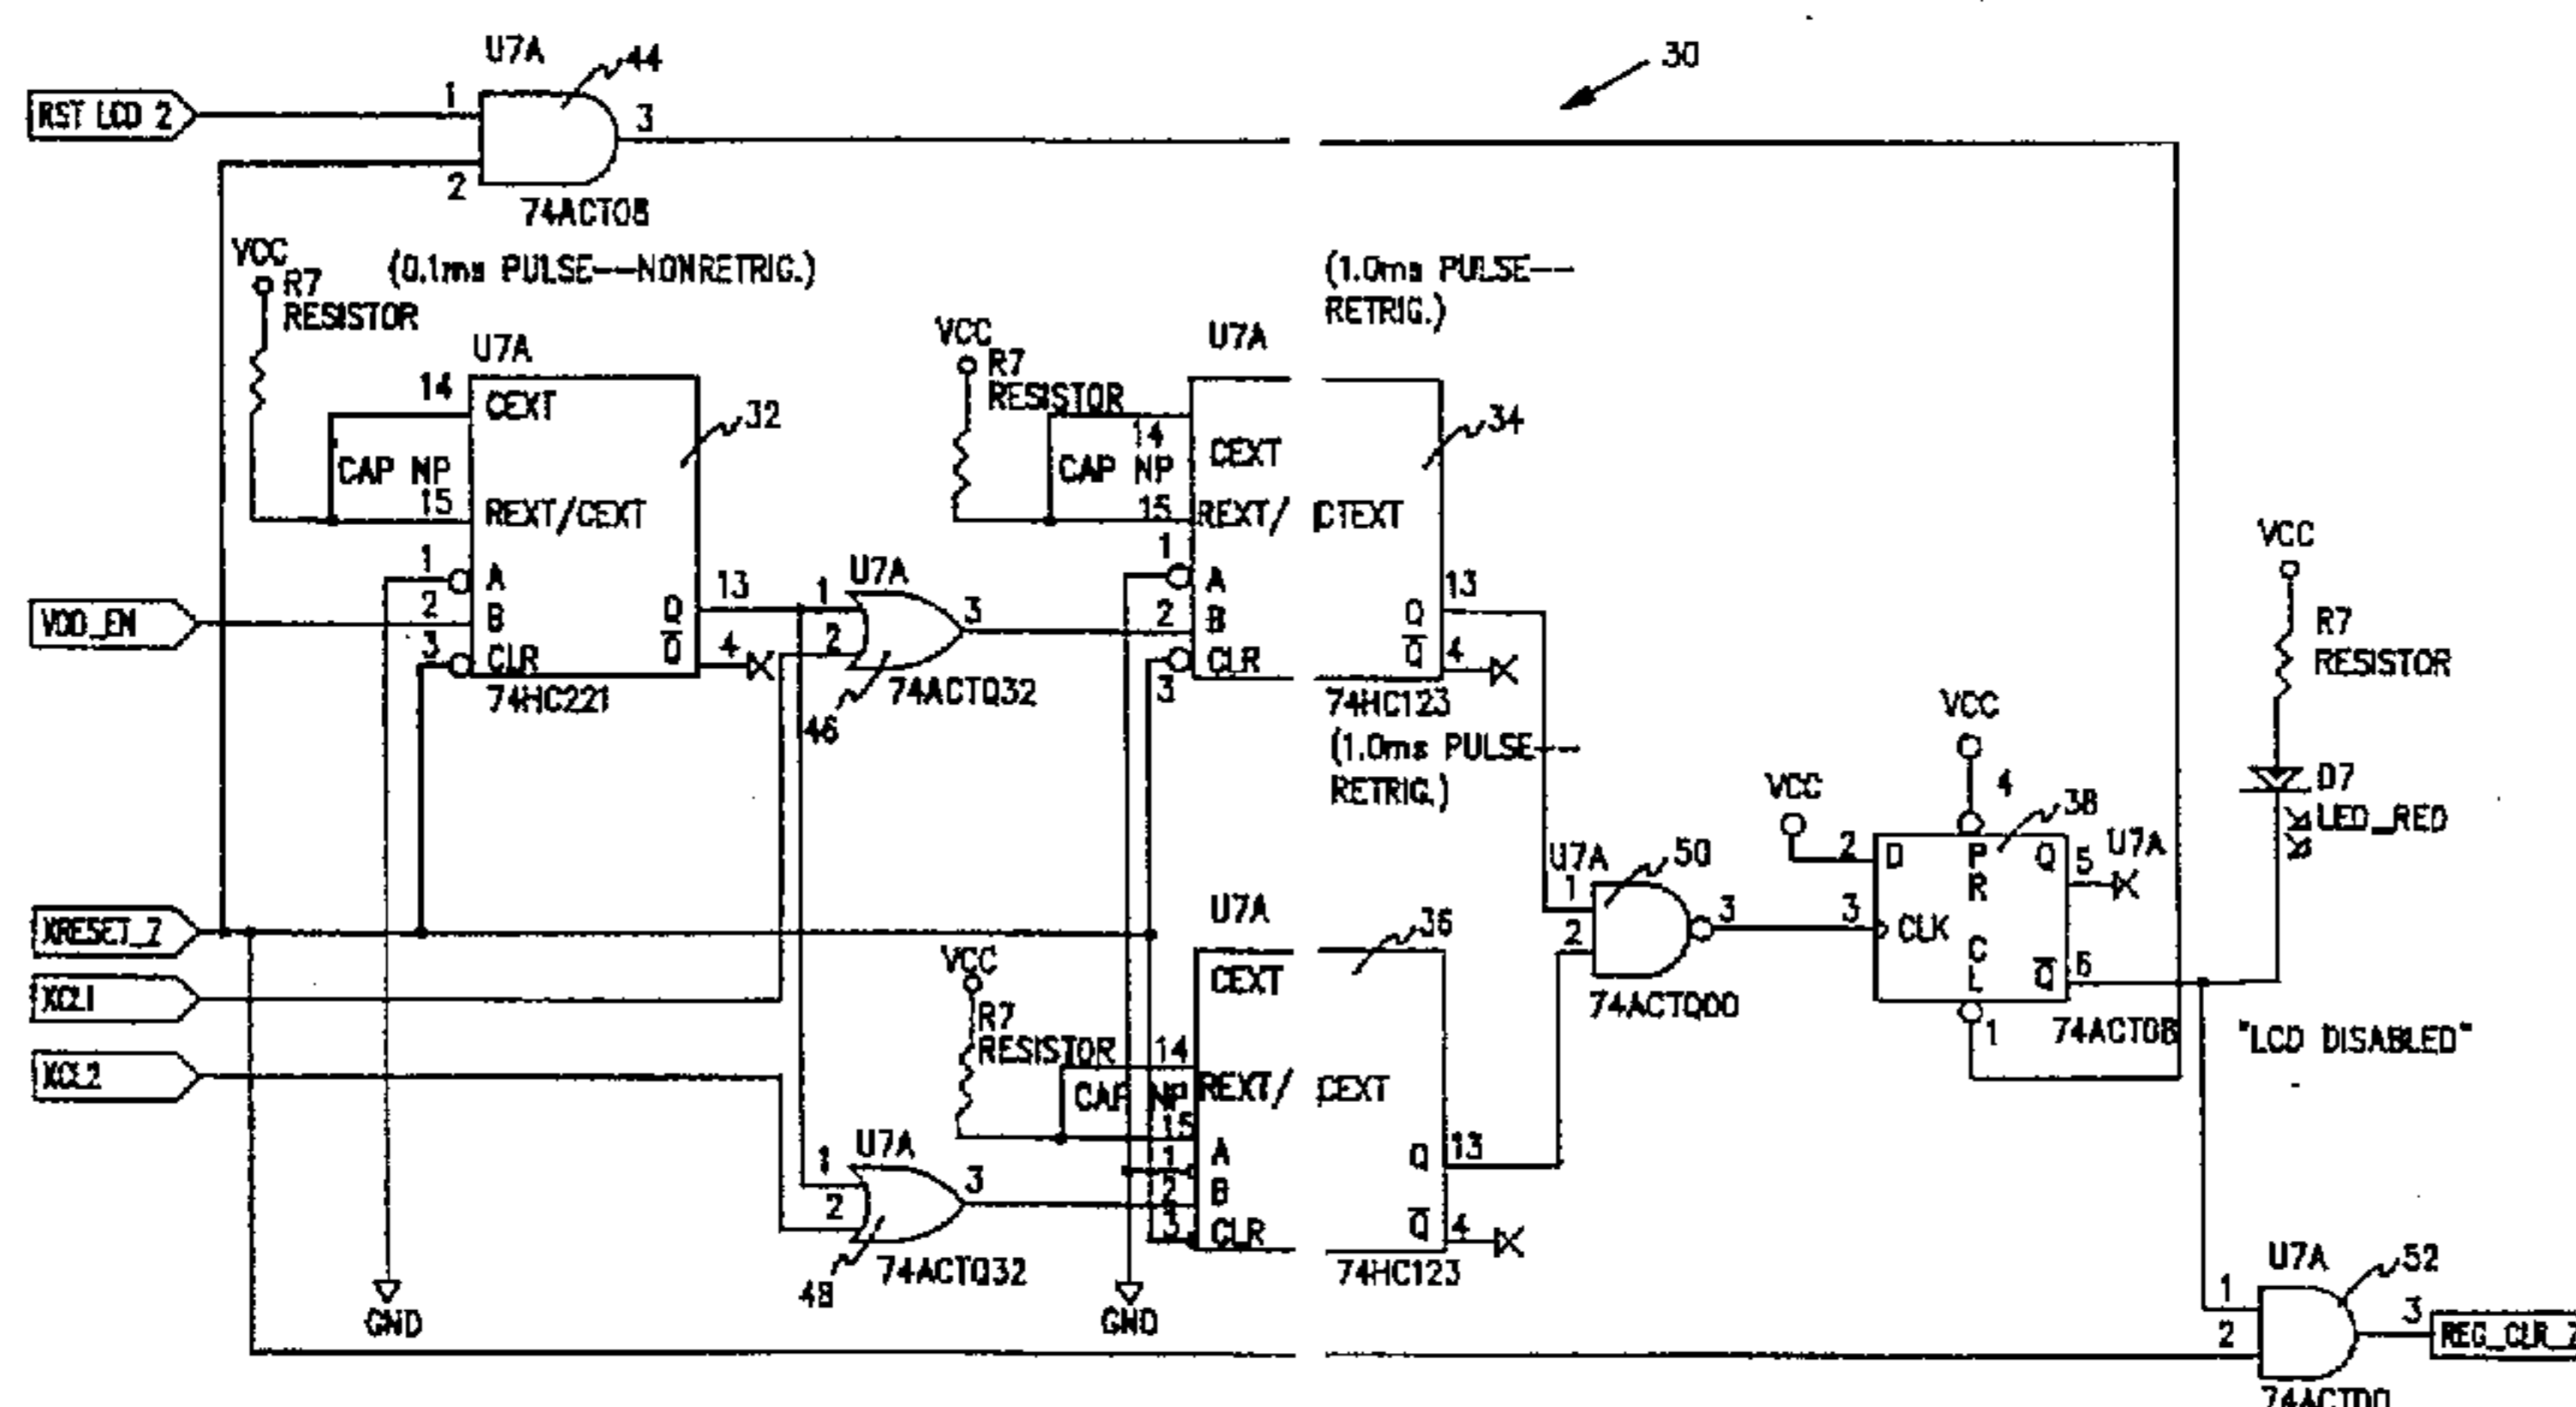 U7A
44
30
RST LCD 2
1
3
2
74ACT08
VCC
R7
RESISTOR
(0.1ms PULSE--NONRETRIG.)
(1.0ms PULSE--
RETRIG.)
U7A
14
CEXT
32
CAP NP
15
REXT/CEXT
1
A
2
B
3
CLR
Q
13
Q
4
74HC221
VCC
R7
RESISTOR
U7A
14
CEXT
34
CAP NP
15
REXT/ CTEXT
1
A
2
B
CLR
3
Q
13
Q
4
74HC123
(1.0ms PULSE--
RETRIG.)
VDD_EN
U7A
1
2
3
46
74ACTQ32
XRESET_Z
XCL1
XCL2
VCC
R7
RESISTOR
U7A
36
CEXT
14
CAP NP
REXT/ CEXT
15
1
A
2
B
3
CLR
Q
13
Q
4
74HC123
U7A
1
2
3
48
74ACTQ32
GND
GND
U7A
50
1
2
3
74ACTQ00
VCC
VCC
4
38
2
D
P
R
Q
5
U7A
3
CLK
C
L
Q
6
1
74ACT08
VCC
R7
RESISTOR
D7
LED_RED
"LCD DISABLED"
U7A
52
1
2
3
REG_CLR_Z